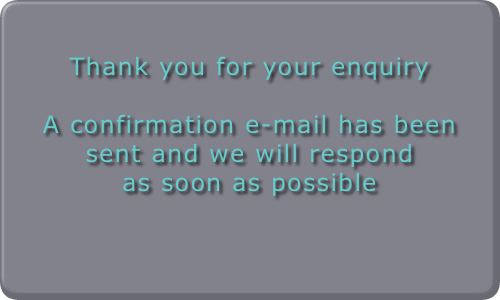 Thank you for your enquiry
A confirmation e-mail has been
sent and we will respond
as soon as possible